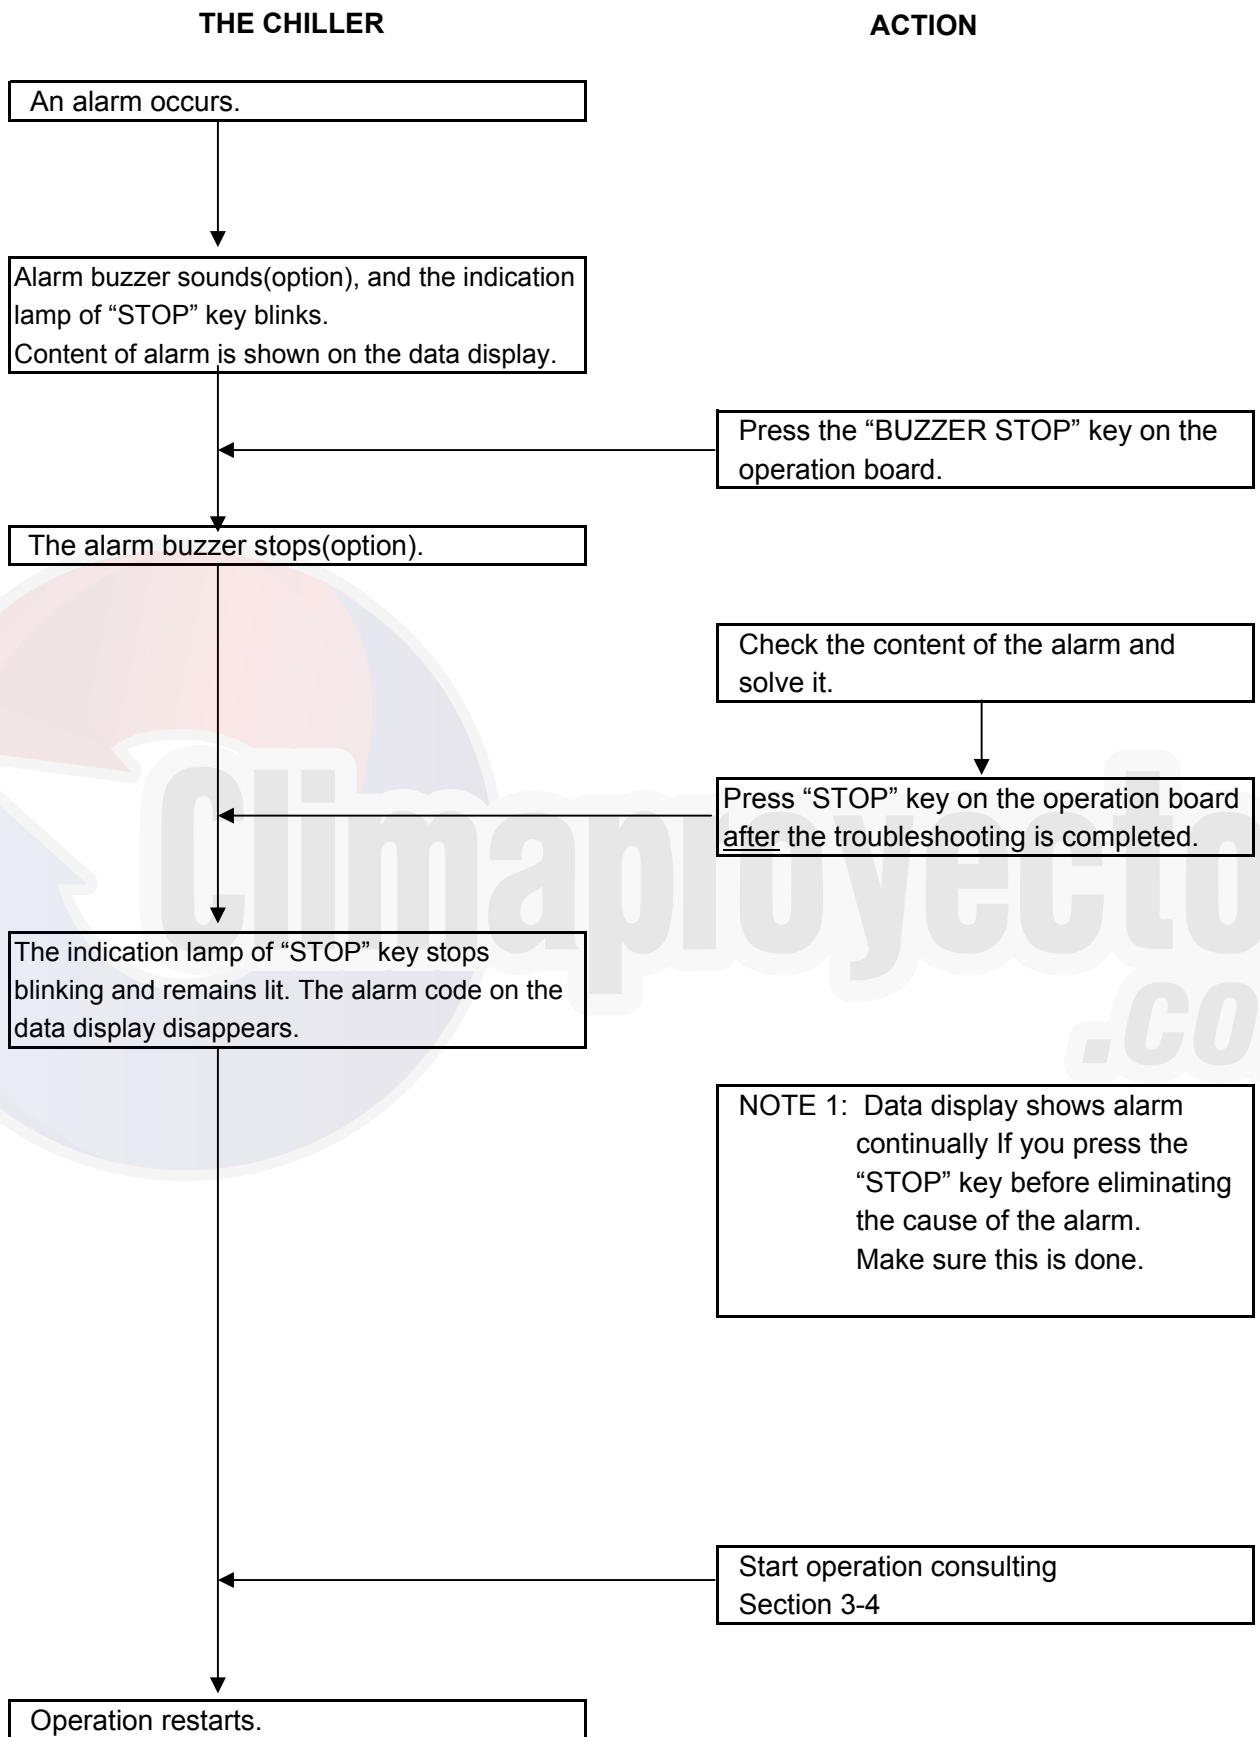 THE CHILLER
ACTION
An alarm occurs.
Alarm buzzer sounds(option), and the indication
lamp of “STOP” key blinks.
Content of alarm is shown on the data display.
Press the “BUZZER STOP” key on the
operation board.
The alarm buzzer stops(option).
Check the content of the alarm and
solve it.
Press “STOP” key on the operation board
after the troubleshooting is completed.
Climaproyecto
.co
The indication lamp of “STOP” key stops
blinking and remains lit. The alarm code on the
data display disappears.
NOTE 1: Data display shows alarm
continually If you press the
“STOP” key before eliminating
the cause of the alarm.
Make sure this is done.
Start operation consulting
Section 3-4
Operation restarts.